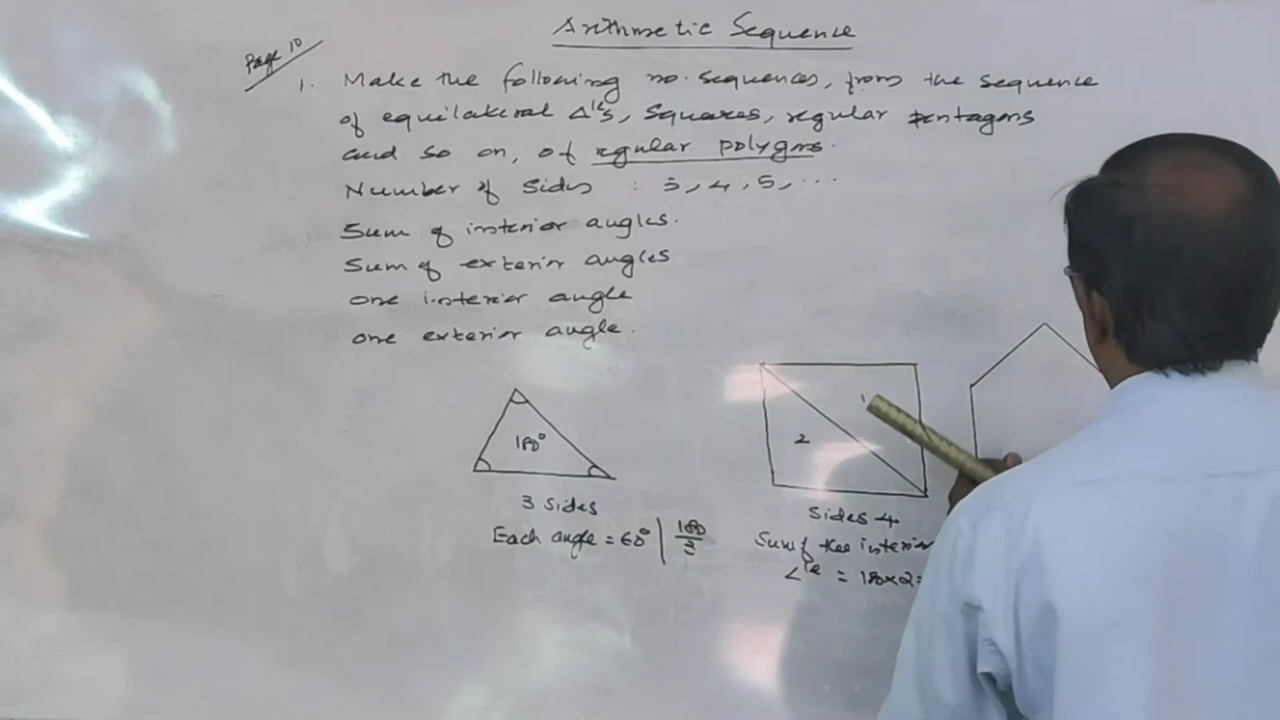 Arithmetic Sequence
Page 10
1. Make the following no. sequences, from the sequence
of equilateral Δles, squares, regular pentagons
and so on, of regular polygons.
Number of sides : 3, 4, 5, ...
Sum of interior angles.
Sum of exterior angles
one interior angle
one exterior angle.
180°
1
2
3 sides
Each angle = 60° | 180/3
Sides 4
Sum of the interior
∠le = 180×2=